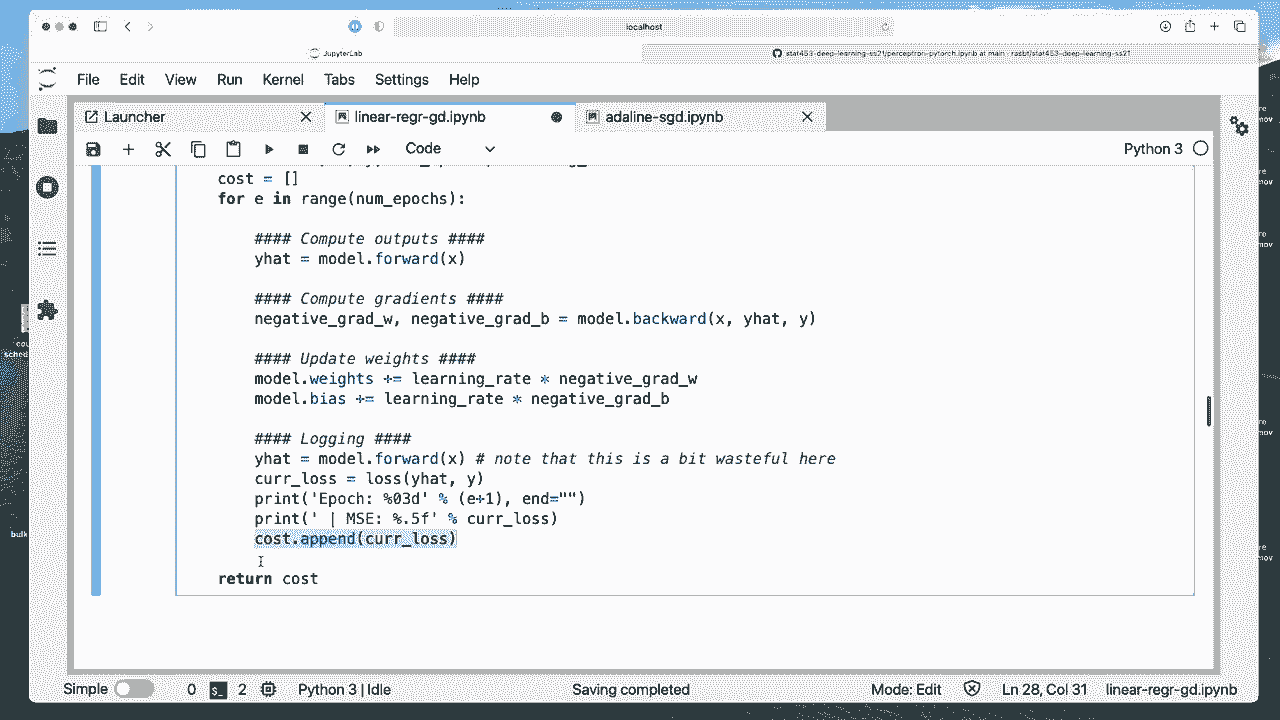 localhost
JupyterLab
stat453-deep-learning-ss21/perceptron-pytorch.ipynb at main · rasbt/stat453-deep-learning-ss21
File Edit View Run Kernel Tabs Settings Help
Launcher
linear-regr-gd.ipynb
adaline-sgd.ipynb
Code
Python 3
cost = []
for e in range(num_epochs):
#### Compute outputs ####
yhat = model.forward(x)
#### Compute gradients ####
negative_grad_w, negative_grad_b = model.backward(x, yhat, y)
#### Update weights ####
model.weights += learning_rate * negative_grad_w
model.bias += learning_rate * negative_grad_b
#### Logging ####
yhat = model.forward(x) # note that this is a bit wasteful here
curr_loss = loss(yhat, y)
print('Epoch: %03d' % (e+1), end="")
print(' | MSE: %.5f' % curr_loss)
cost.append(curr_loss)
return cost
Simple 0 $_ 2 Python 3 | Idle Saving completed Mode: Edit Ln 28, Col 31 linear-regr-gd.ipynb